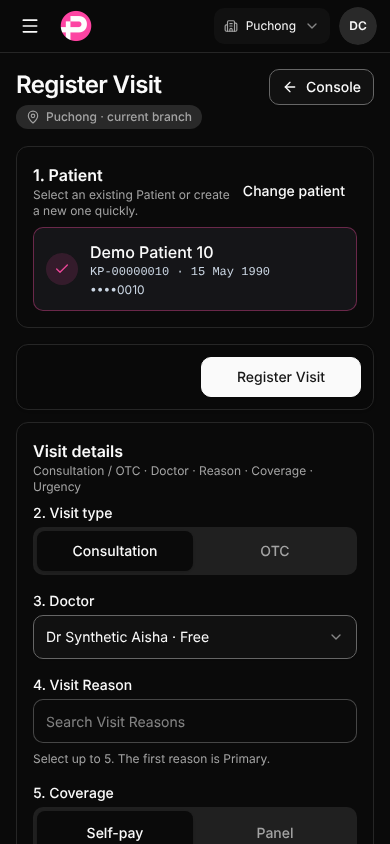 Puchong
DC
Register Visit
Console
Puchong · current branch
1. Patient
Select an existing Patient or create
a new one quickly.
Change patient
Demo Patient 10
KP-00000010 · 15 May 1990
••••0010
Register Visit
Visit details
Consultation / OTC · Doctor · Reason · Coverage ·
Urgency
2. Visit type
Consultation
OTC
3. Doctor
Dr Synthetic Aisha · Free
4. Visit Reason
Search Visit Reasons
Select up to 5. The first reason is Primary.
5. Coverage
Self-pay
Panel